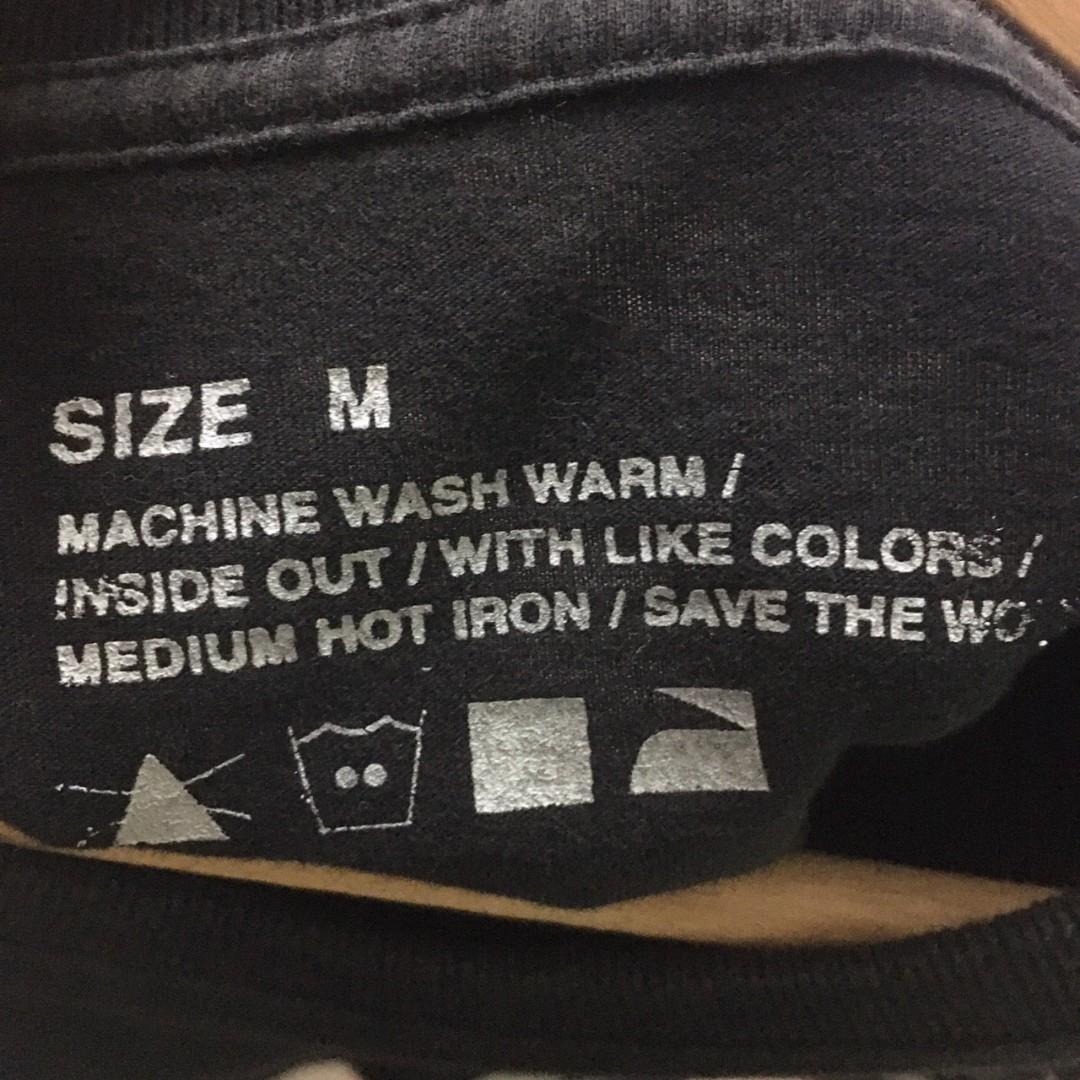 SIZE M
MACHINE WASH WARM /
INSIDE OUT / WITH LIKE COLORS /
MEDIUM HOT IRON / SAVE THE